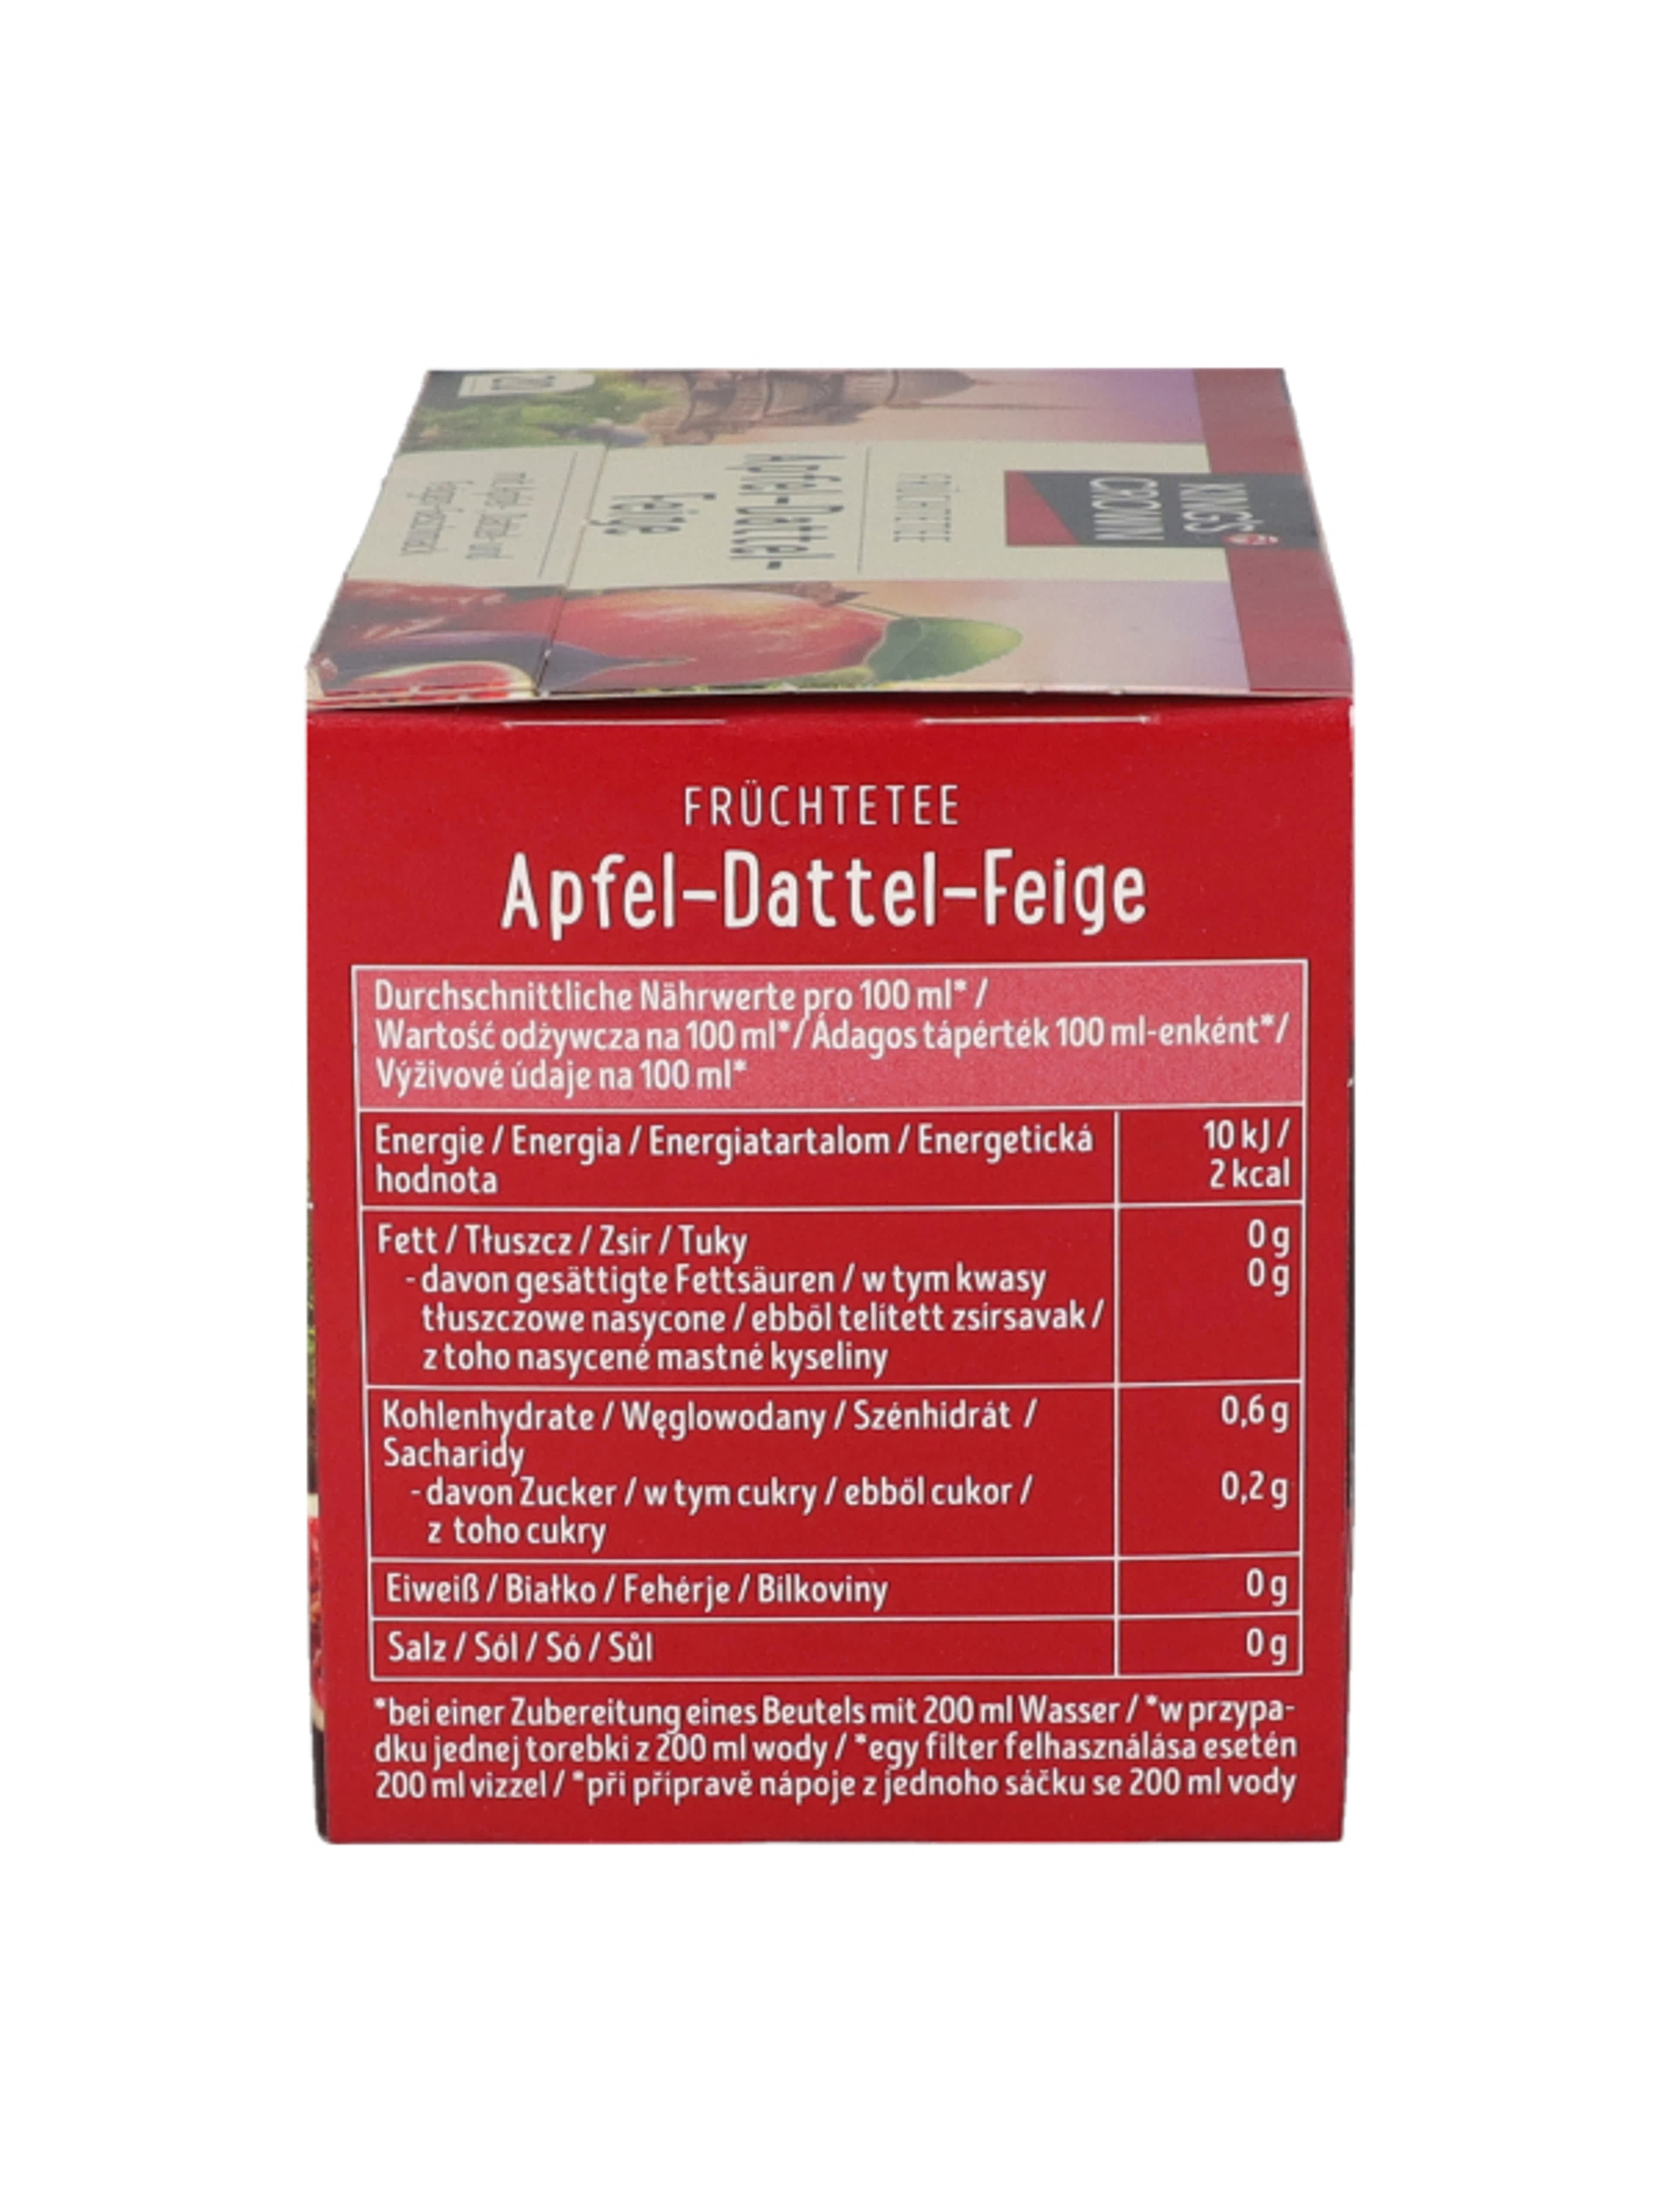 KING'S
CROWN
FRÜCHTETEE
Apfel-Dattel-
Feige
FRÜCHTETEE
Apfel-Dattel-Feige
Durchschnittliche Nährwerte pro 100 ml* /
Wartość odżywcza na 100 ml*/ Ádagos tápérték 100 ml-enként*/
Výživové údaje na 100 ml*
Energie / Energia / Energiatartalom / Energetická 10 kJ /
hodnota 2 kcal
Fett / Tłuszcz / Zsír / Tuky 0 g
- davon gesättigte Fettsäuren / w tym kwasy 0 g
tłuszczowe nasycone / ebből telített zsírsavak /
z toho nasycené mastné kyseliny
Kohlenhydrate / Węglowodany / Szénhidrát / 0,6 g
Sacharidy
- davon Zucker / w tym cukry / ebből cukor / 0,2 g
z toho cukry
Eiweiß / Białko / Fehérje / Bílkoviny 0 g
Salz / Sól / Só / Sůl 0 g
*bei einer Zubereitung eines Beutels mit 200 ml Wasser / *w przypa-
dku jednej torebki z 200 ml wody / *egy filter felhasználása esetén
200 ml vízzel / *při přípravě nápoje z jednoho sáčku se 200 ml vody